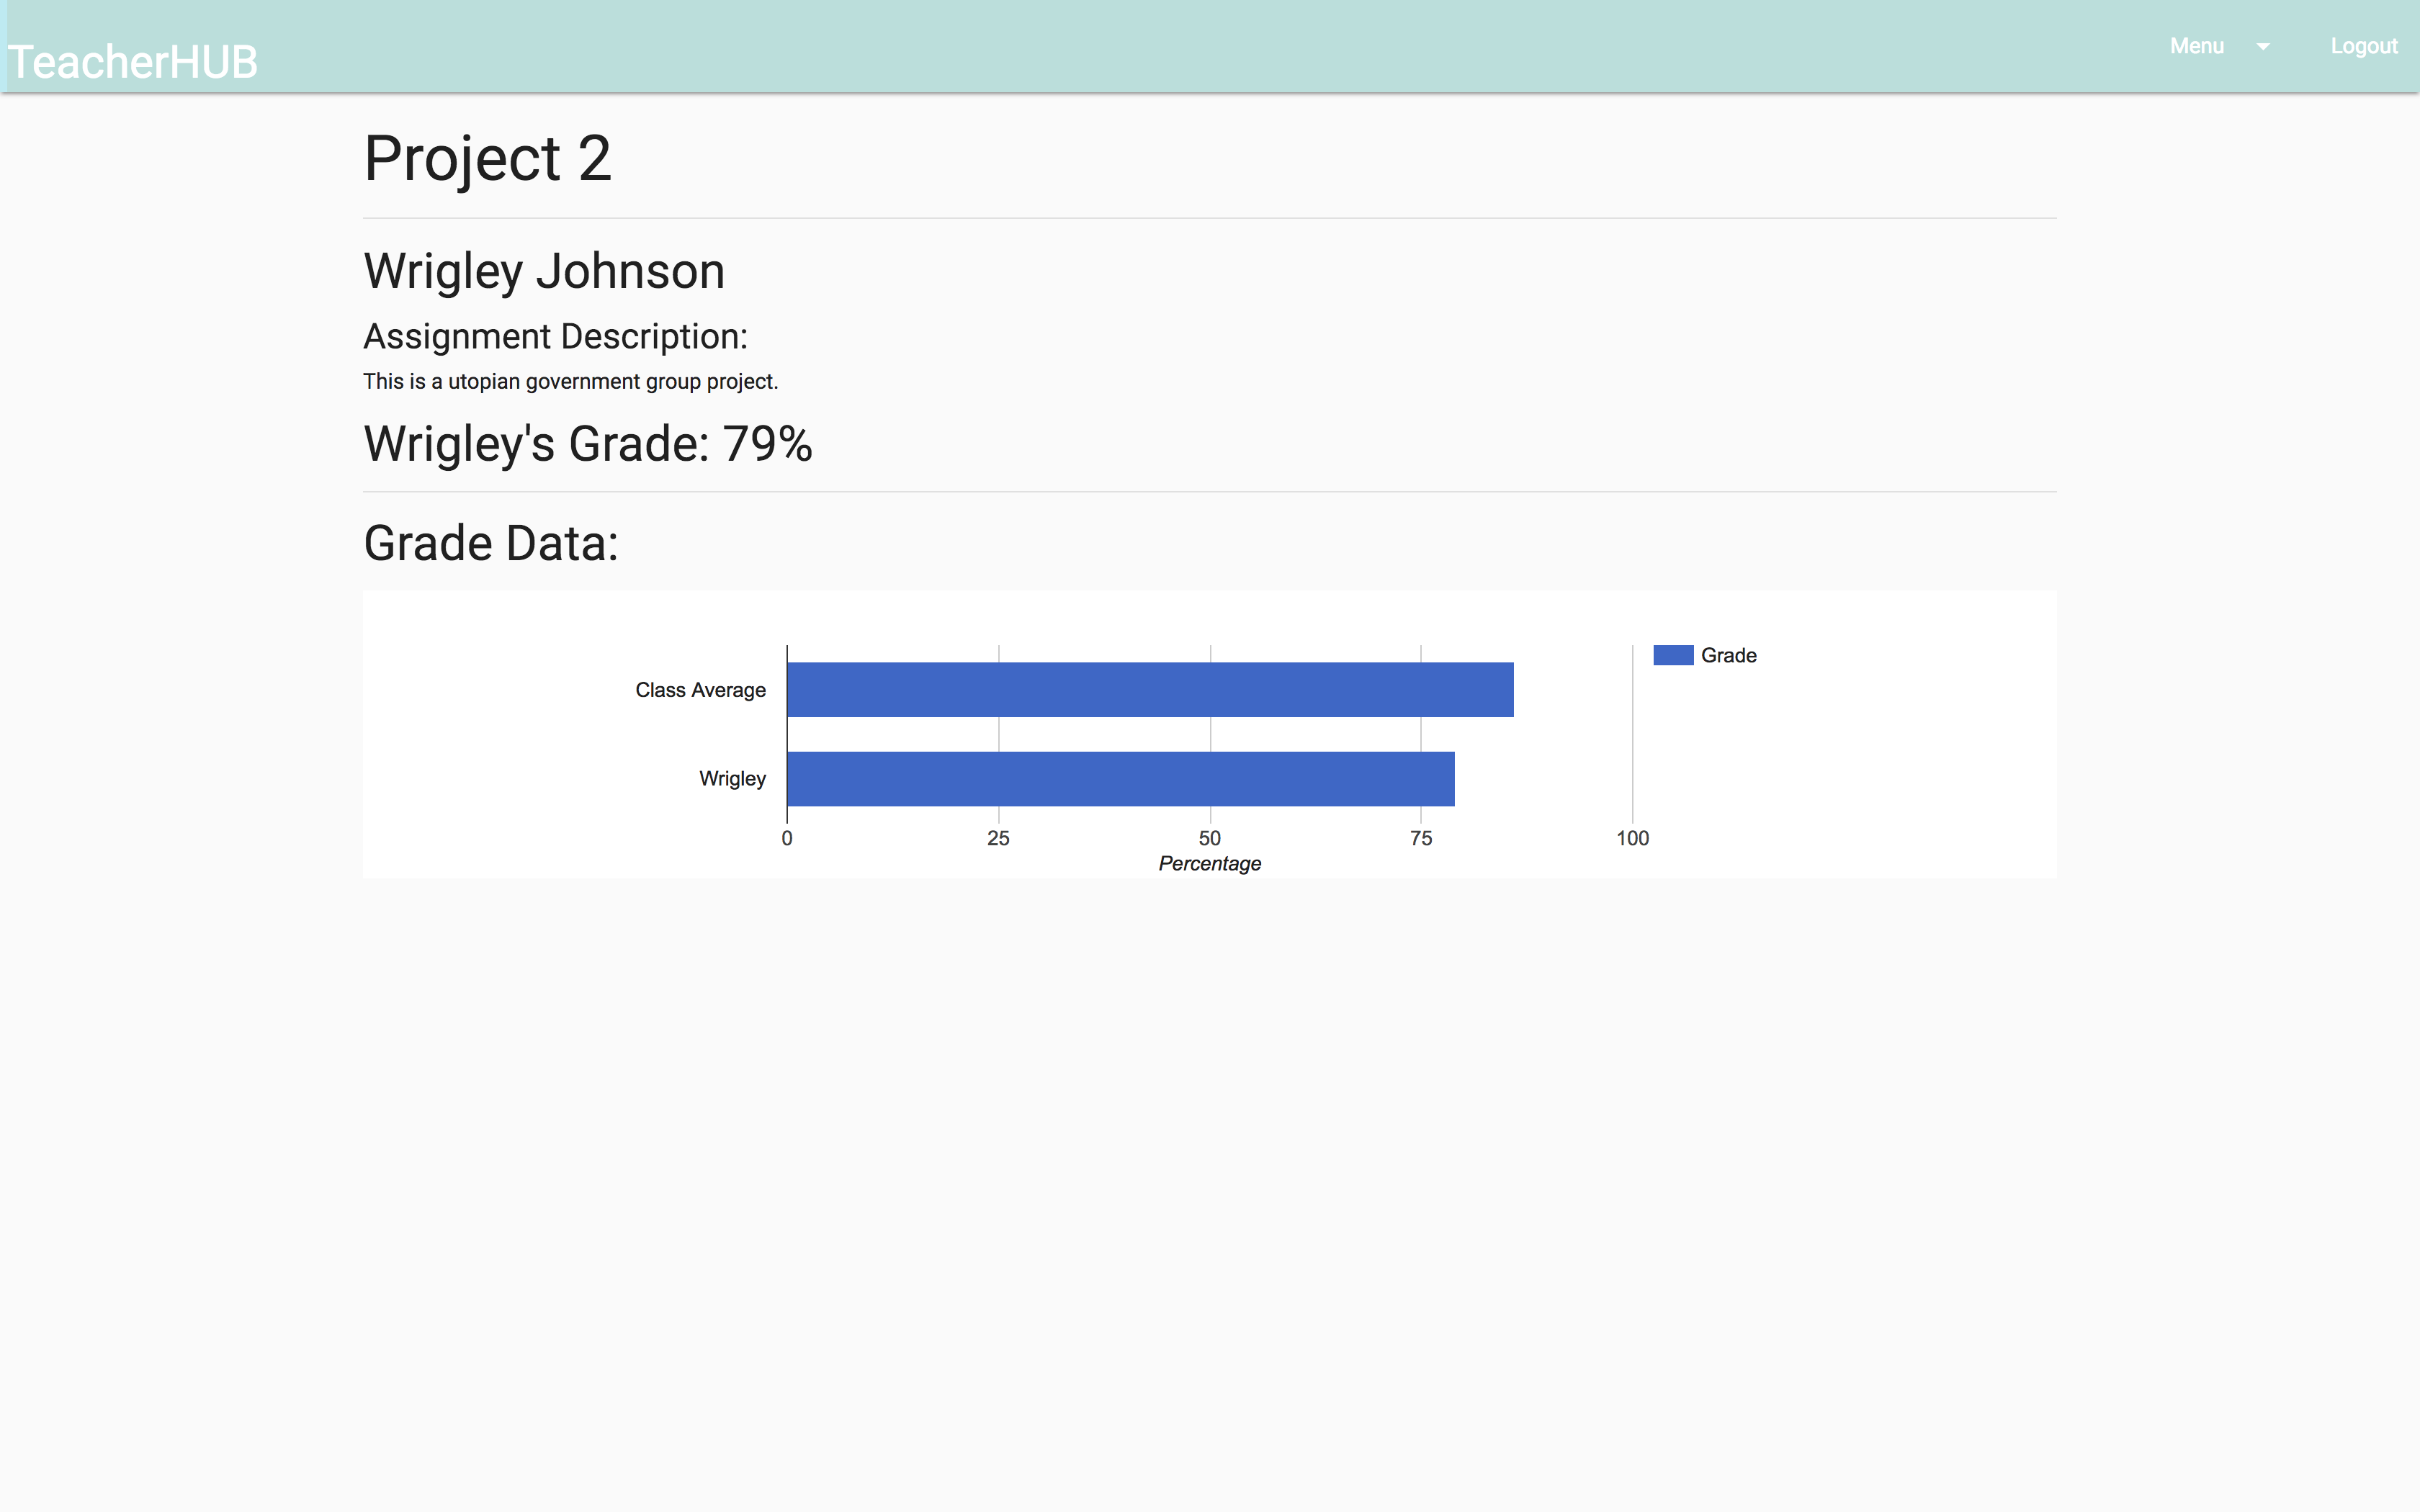 TeacherHUB
Menu
Logout
Project 2
Wrigley Johnson
Assignment Description:
This is a utopian government group project.
Wrigley's Grade: 79%
Grade Data:
Grade
Class Average
Wrigley
0 25 50 75 100
Percentage